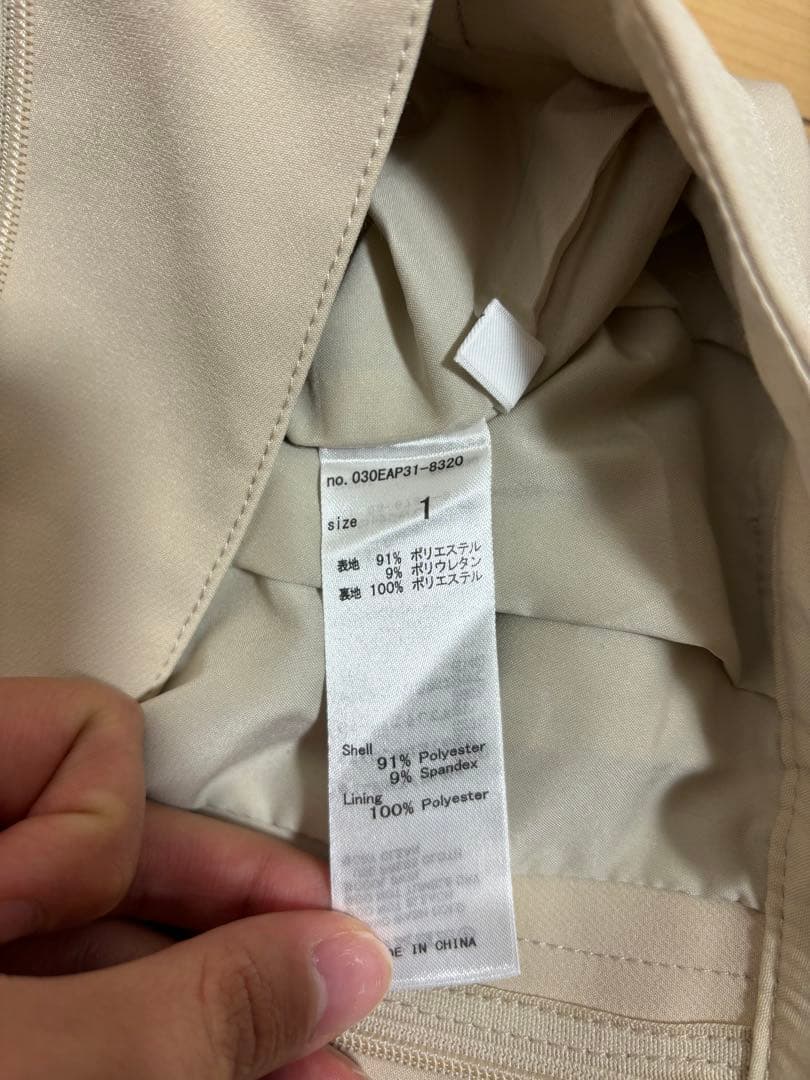 no. 030EAP31-8320
size 1
表地 91% ポリエステル
9% ポリウレタン
裏地 100% ポリエステル
Shell
91% Polyester
9% Spandex
Lining
100% Polyester
IN CHINA